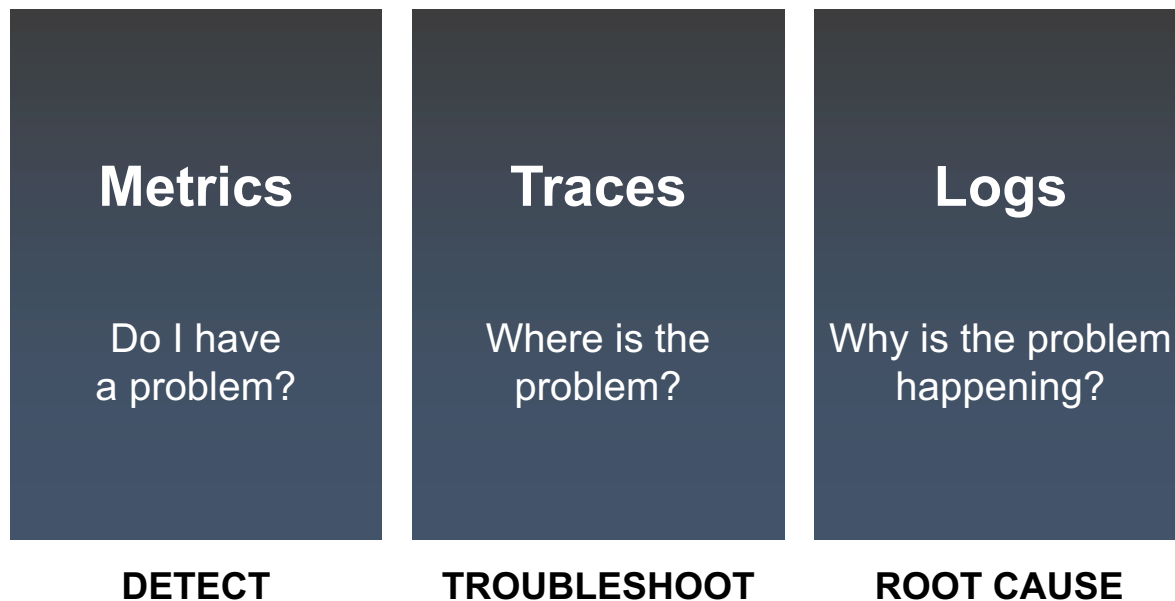 Metrics
Do I have
a problem?
DETECT
Traces
Where is the
problem?
TROUBLESHOOT
Logs
Why is the problem
happening?
ROOT CAUSE